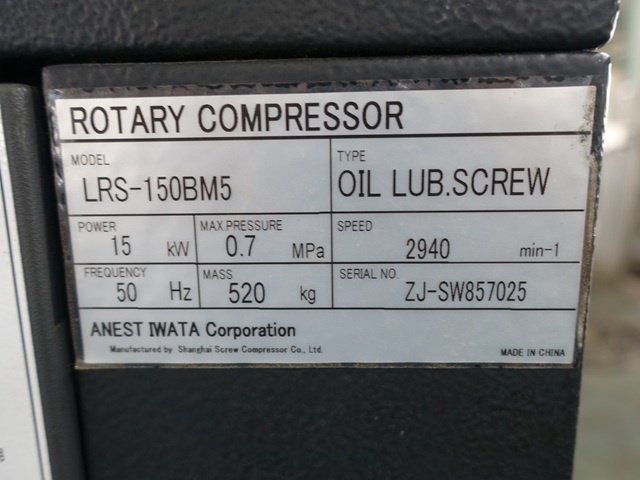 ROTARY COMPRESSOR
MODEL
LRS-150BM5
TYPE
OIL LUB.SCREW
POWER
15 kW
MAX.PRESSURE
0.7 MPa
SPEED
2940 min-1
FREQUENCY
50 Hz
MASS
520 kg
SERIAL NO.
ZJ-SW857025
ANEST IWATA Corporation
Manufactured by Shanghai Screw Compressor Co., Ltd.
MADE IN CHINA